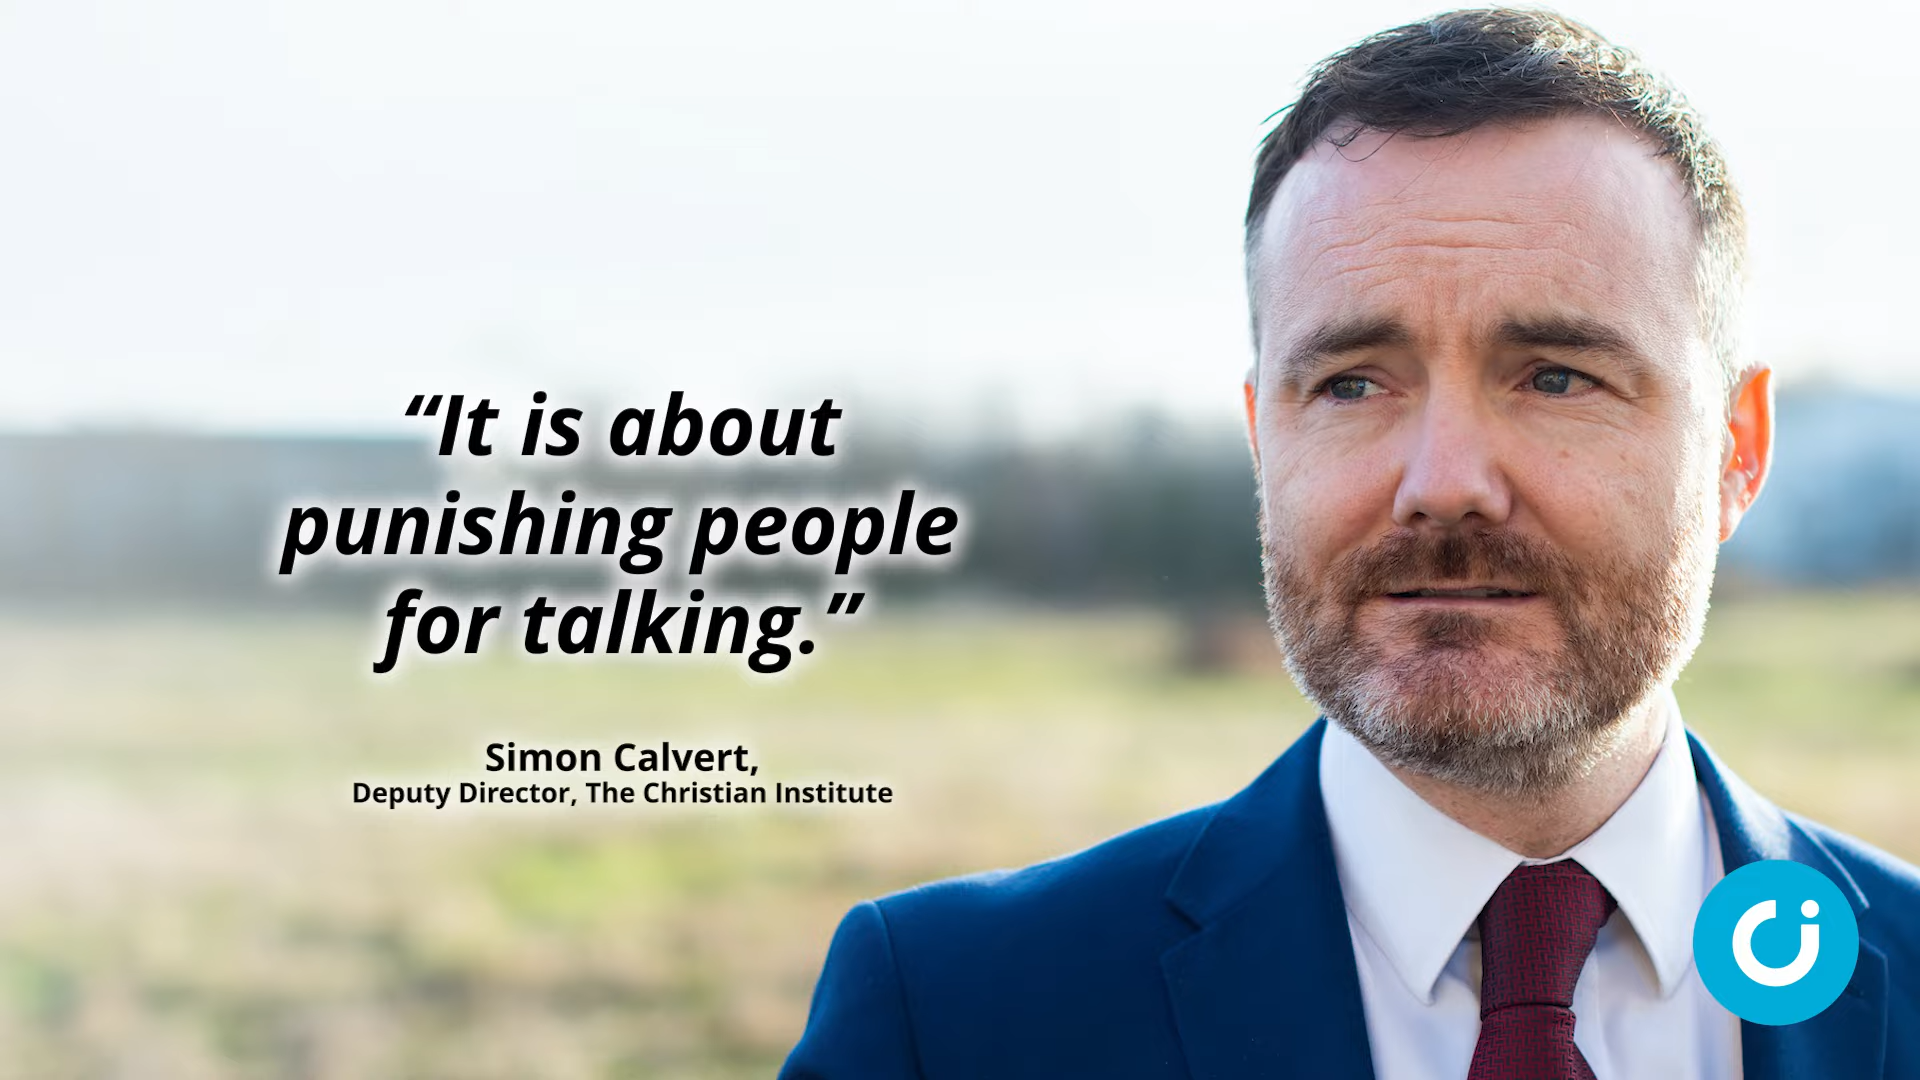 “It is about
punishing people
for talking.”
Simon Calvert,
Deputy Director, The Christian Institute